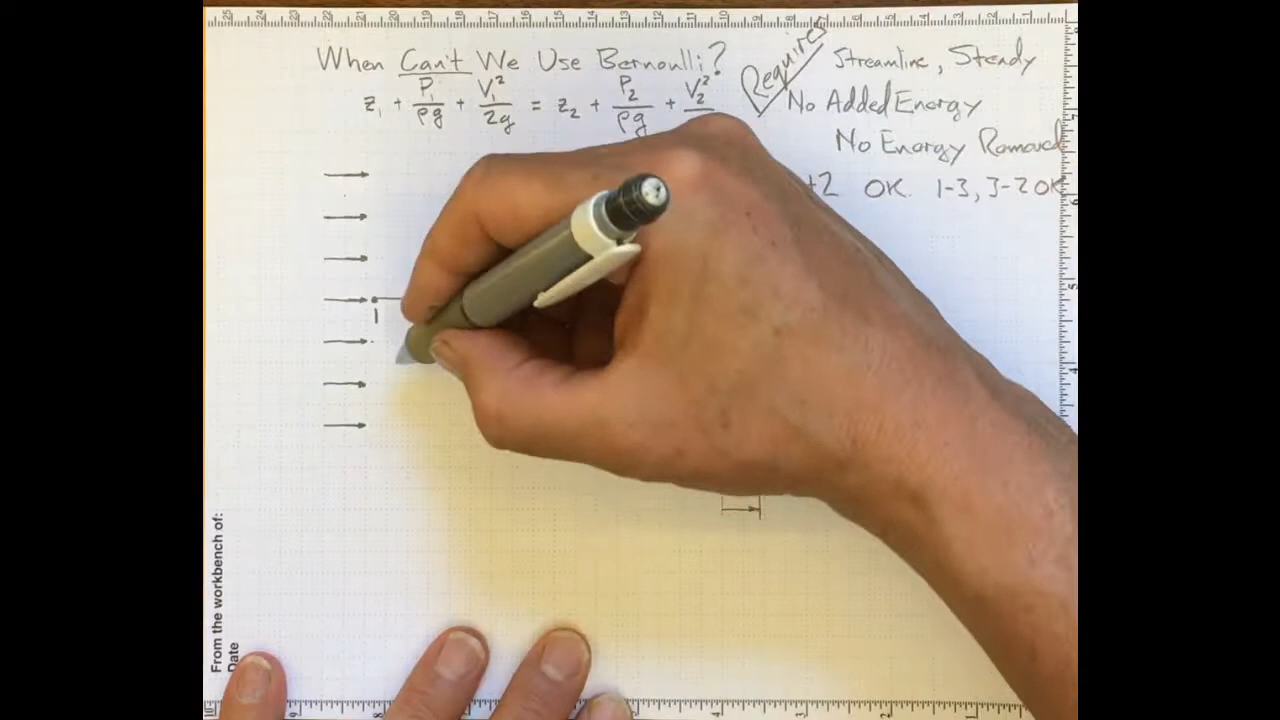 When Can't We Use Bernoulli?
z₁ + P₁/ρg + V₁²/2g = z₂ + P₂/ρg + V₂²
Requires
Streamline, Steady
No Added Energy
No Energy Removed
+2 OK. 1-3, 3-2 OK
1
From the workbench of:
Date